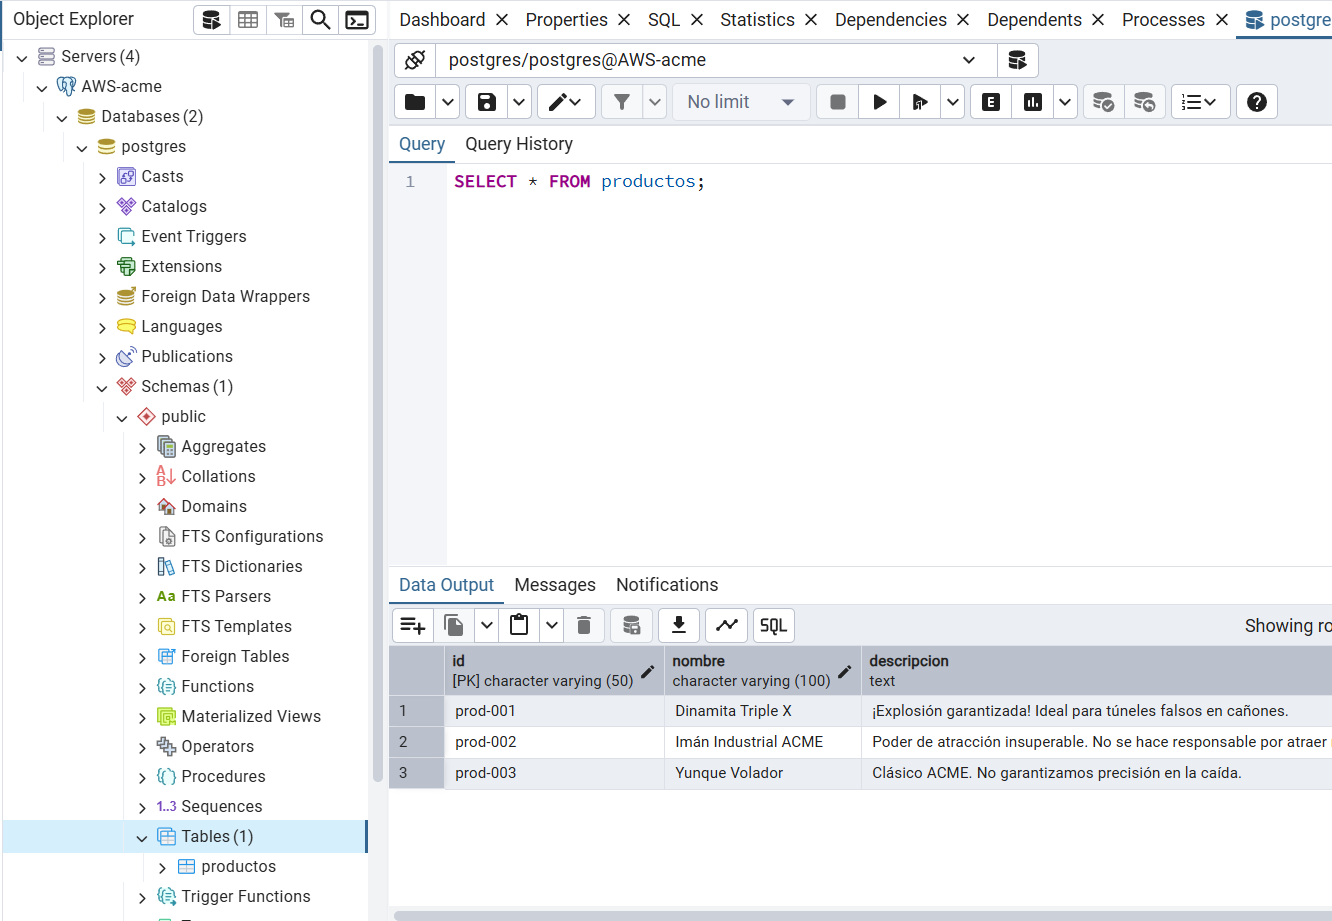 Object Explorer
Servers (4)
AWS-acme
Databases (2)
postgres
Casts
Catalogs
Event Triggers
Extensions
Foreign Data Wrappers
Languages
Publications
Schemas (1)
public
Aggregates
Collations
Domains
FTS Configurations
FTS Dictionaries
Aa FTS Parsers
FTS Templates
Foreign Tables
Functions
Materialized Views
Operators
Procedures
1..3 Sequences
Tables (1)
productos
Trigger Functions
Dashboard Properties SQL Statistics Dependencies Dependents Processes postgre
postgres/postgres@AWS-acme
No limit
E
Query Query History
1 SELECT * FROM productos;
Data Output Messages Notifications
SQL
Showing ro
id nombre descripcion
[PK] character varying (50) character varying (100) text
1 prod-001 Dinamita Triple X ¡Explosión garantizada! Ideal para túneles falsos en cañones.
2 prod-002 Imán Industrial ACME Poder de atracción insuperable. No se hace responsable por atraer
3 prod-003 Yunque Volador Clásico ACME. No garantizamos precisión en la caída.